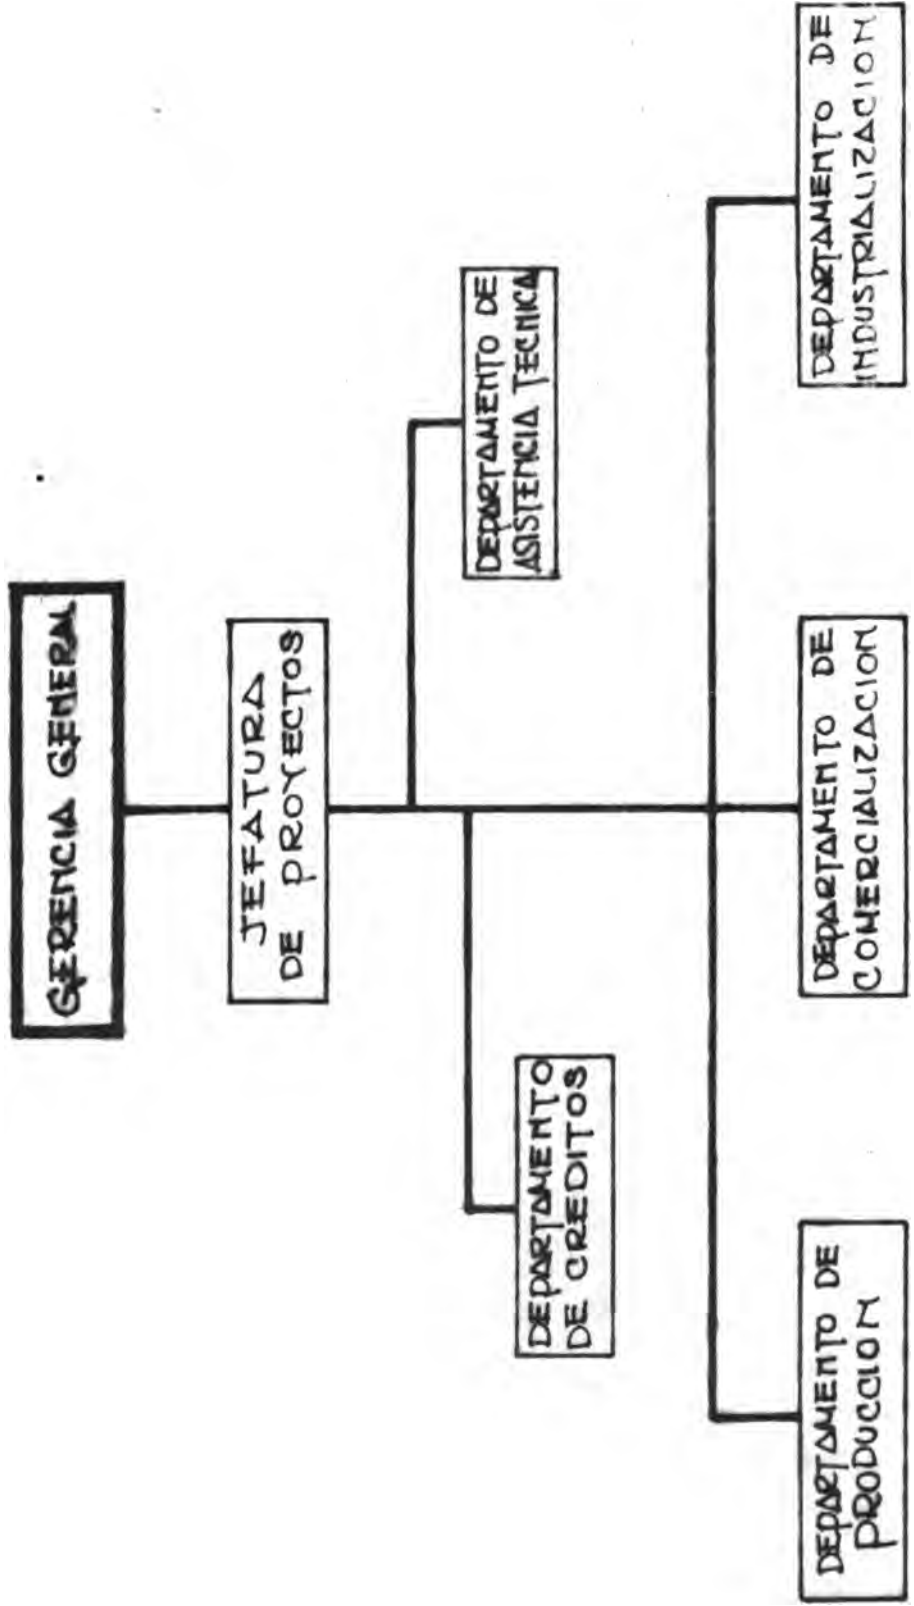 GERENCIA GENERAL
JEFATURA
DE PROYECTOS
DEPARTAMENTO DE
ASISTENCIA TECNICA
DEPARTAMENTO
DE CREDITOS
DEPARTAMENTO DE
PRODUCCION
DEPARTAMENTO DE
COMERCIALIZACION
DEPARTAMENTO DE
INDUSTRIALIZACION